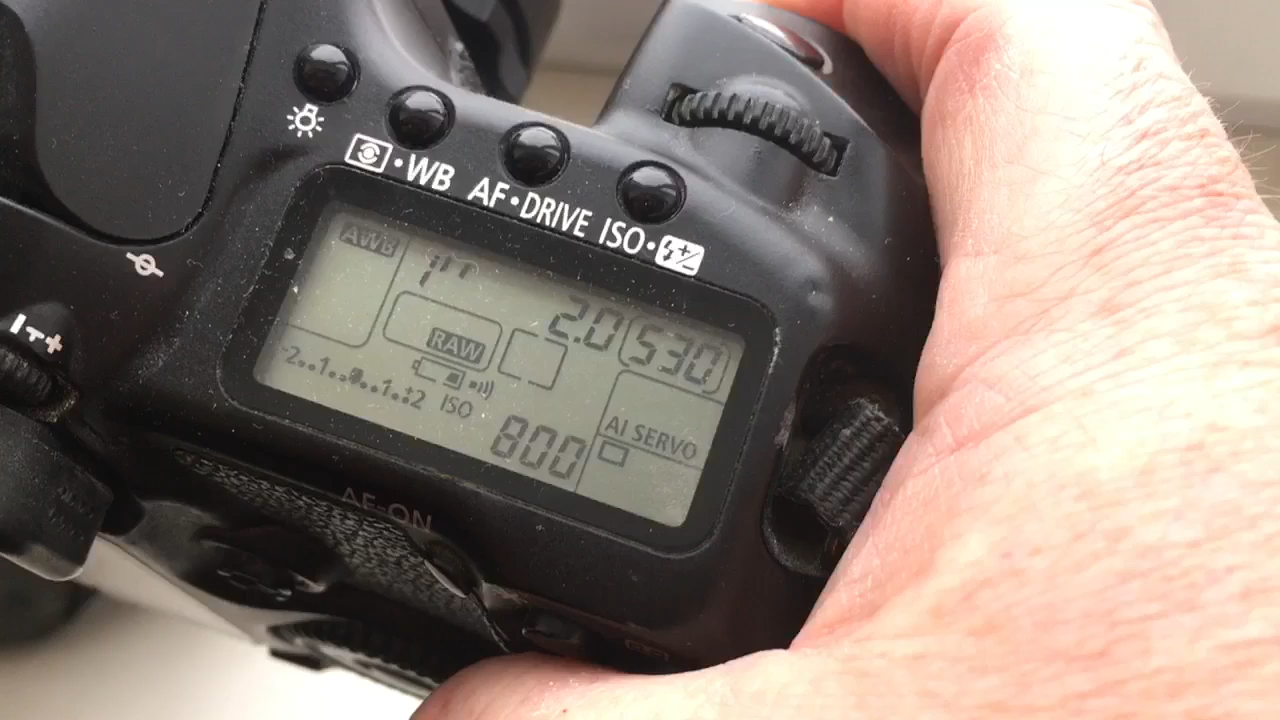 WB AF•DRIVE ISO•
AWB
1"
2.0 [530
RAW
-2..1....1.+2 ISO
800
AI SERVO
AF-ON